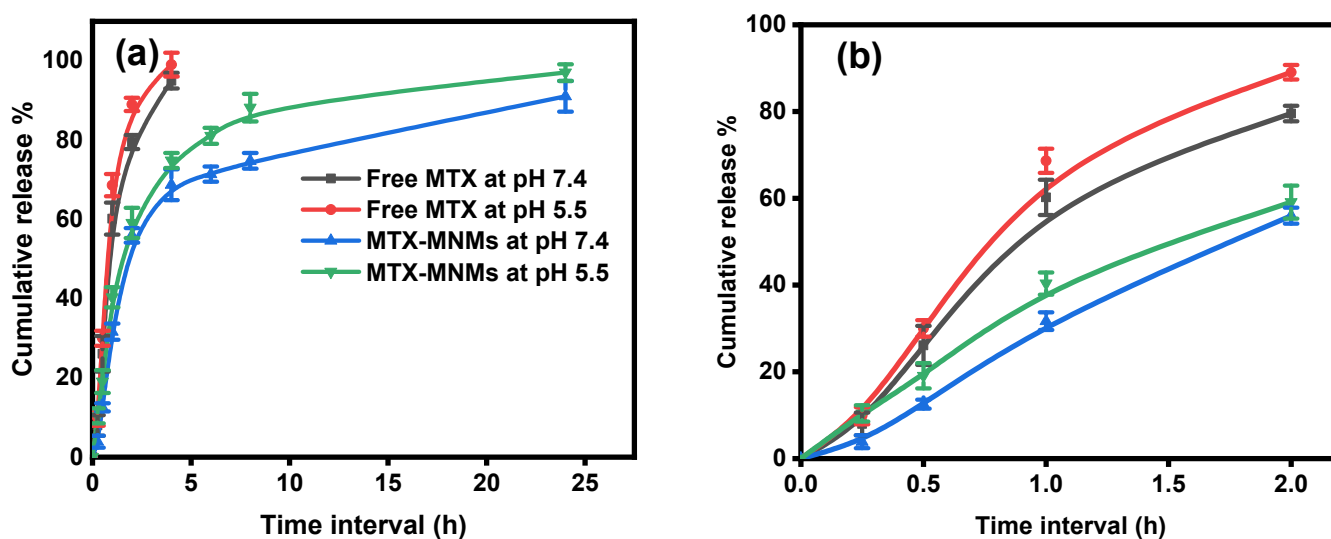 (a)
Cumulative release %
100
80
60
40
20
0
Free MTX at pH 7.4
Free MTX at pH 5.5
MTX-MNMs at pH 7.4
MTX-MNMs at pH 5.5
0 5 10 15 20 25
Time interval (h)
(b)
Cumulative release %
100
80
60
40
20
0
0.0 0.5 1.0 1.5 2.0
Time interval (h)